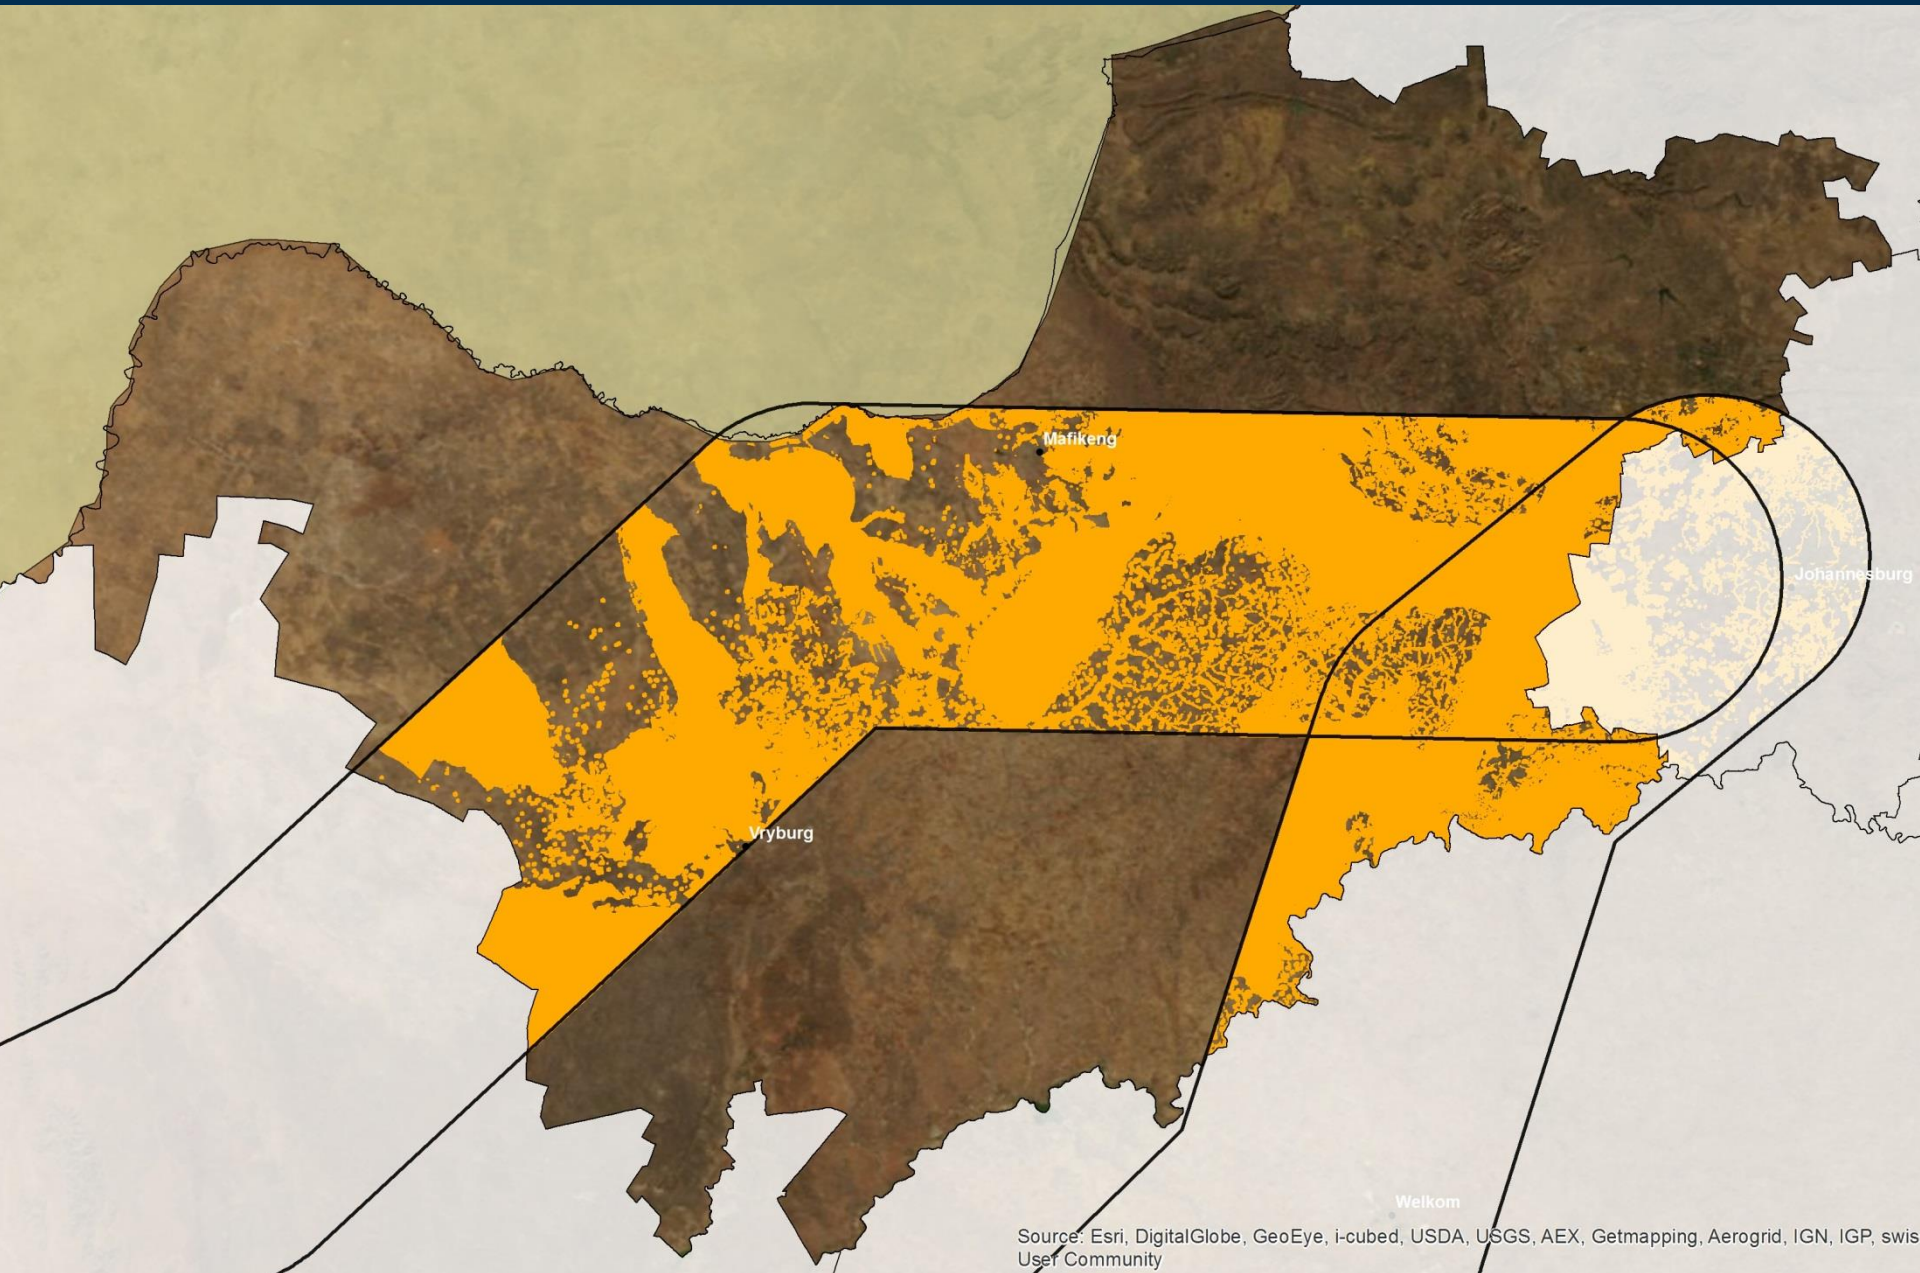 Mafikeng
Johannesburg
Vryburg
Welkom
Source: Esri, DigitalGlobe, GeoEye, i-cubed, USDA, USGS, AEX, Getmapping, Aerogrid, IGN, IGP, swis
User Community